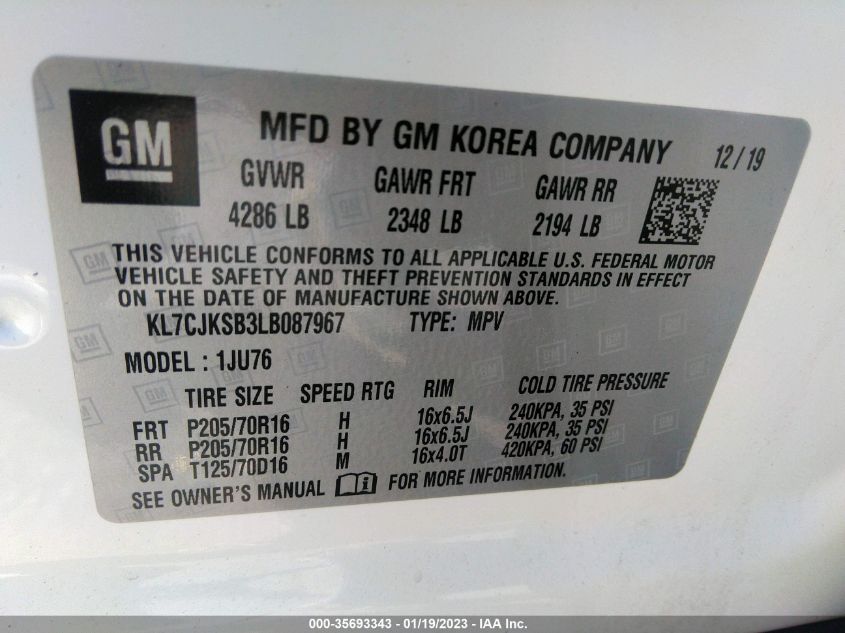 GM MFD BY GM KOREA COMPANY 12/19
GVWR GAWR FRT GAWR RR
4286 LB 2348 LB 2194 LB
THIS VEHICLE CONFORMS TO ALL APPLICABLE U.S. FEDERAL MOTOR
VEHICLE SAFETY AND THEFT PREVENTION STANDARDS IN EFFECT
ON THE DATE OF MANUFACTURE SHOWN ABOVE.
KL7CJKSB3LB087967 TYPE: MPV
MODEL : 1JU76
TIRE SIZE SPEED RTG RIM COLD TIRE PRESSURE
FRT P205/70R16 H 16x6.5J 240KPA, 35 PSI
RR P205/70R16 H 16x6.5J 240KPA, 35 PSI
SPA T125/70D16 M 16x4.0T 420KPA, 60 PSI
SEE OWNER'S MANUAL FOR MORE INFORMATION.
000-35693343 - 01/19/2023 - IAA Inc.